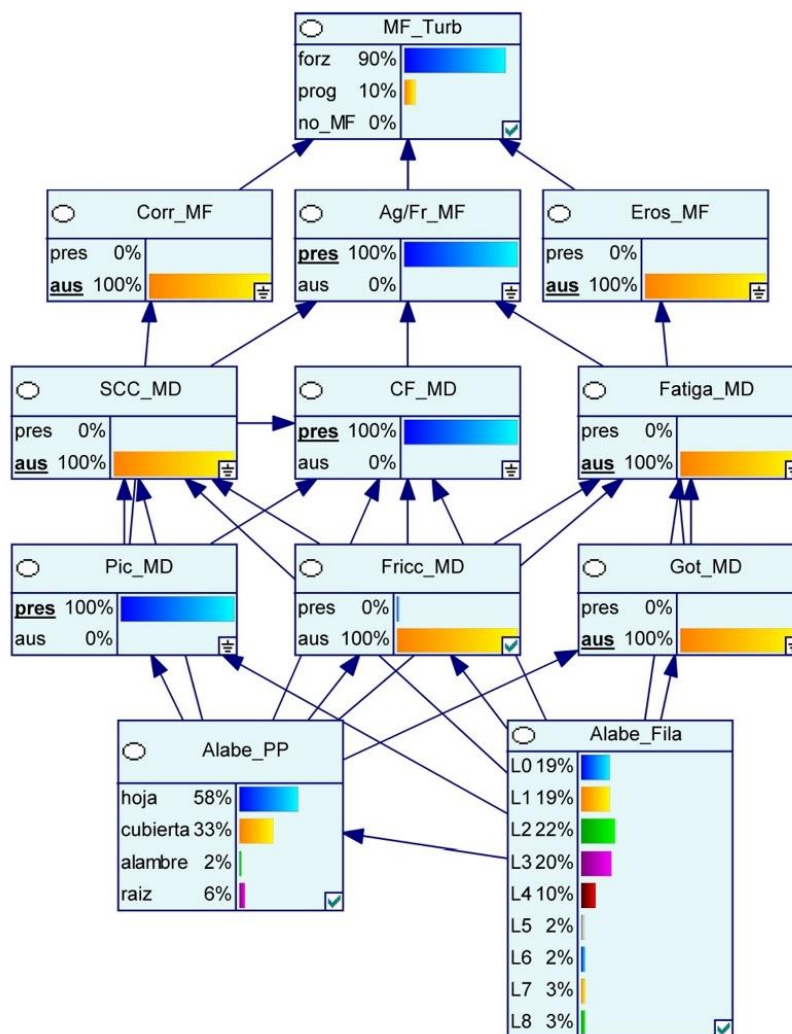 MF_Turb
forz 90%
prog 10%
no_MF 0%
Corr_MF
pres 0%
aus 100%
Ag/Fr_MF
pres 100%
aus 0%
Eros_MF
pres 0%
aus 100%
SCC_MD
pres 0%
aus 100%
CF_MD
pres 100%
aus 0%
Fatiga_MD
pres 0%
aus 100%
Pic_MD
pres 100%
aus 0%
Fricc_MD
pres 0%
aus 100%
Got_MD
pres 0%
aus 100%
Alabe_PP
hoja 58%
cubierta 33%
alambre 2%
raiz 6%
Alabe_Fila
L0 19%
L1 19%
L2 22%
L3 20%
L4 10%
L5 2%
L6 2%
L7 3%
L8 3%